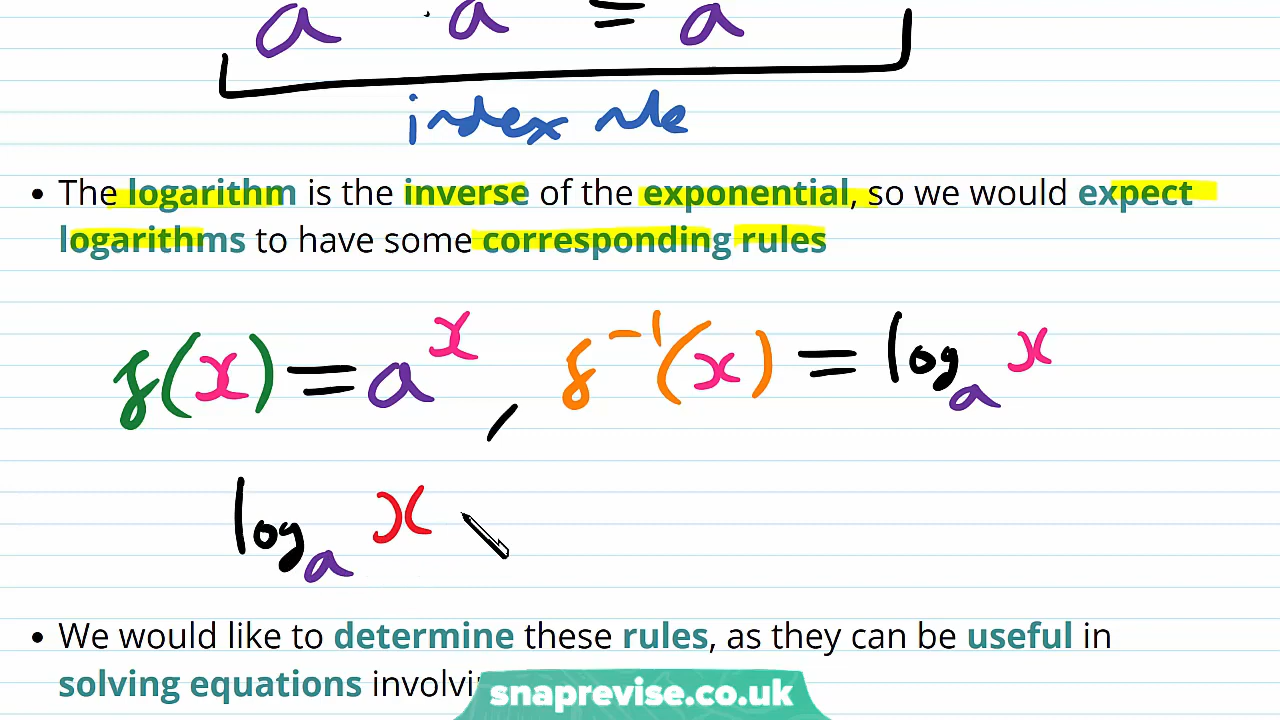 a · a = a
index rule
• The logarithm is the inverse of the exponential, so we would expect
logarithms to have some corresponding rules
f(x) = a^x , f^-1(x) = log_a x
log_a x
• We would like to determine these rules, as they can be useful in
solving equations
snaprevise.co.uk